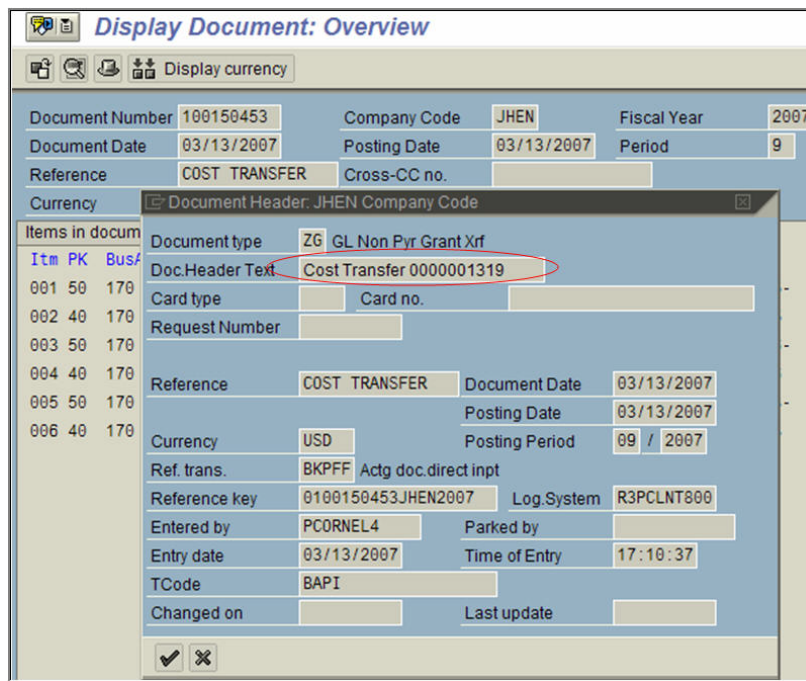 Display Document: Overview
Display currency
Document Number 100150453 Company Code JHEN Fiscal Year 2007
Document Date 03/13/2007 Posting Date 03/13/2007 Period 9
Reference COST TRANSFER Cross-CC no.
Currency
Document Header: JHEN Company Code
Items in docum
Itm PK BusA
001 50 170
002 40 170
003 50 170
004 40 170
005 50 170
006 40 170
Document type ZG GL Non Pyr Grant Xrf
Doc.Header Text Cost Transfer 0000001319
Card type Card no.
Request Number
Reference COST TRANSFER Document Date 03/13/2007
Posting Date 03/13/2007
Currency USD Posting Period 09 / 2007
Ref. trans. BKPFF Actg doc.direct inpt
Reference key 0100150453JHEN2007 Log.System R3PCLNT800
Entered by PCORNEL4 Parked by
Entry date 03/13/2007 Time of Entry 17:10:37
TCode BAPI
Changed on Last update